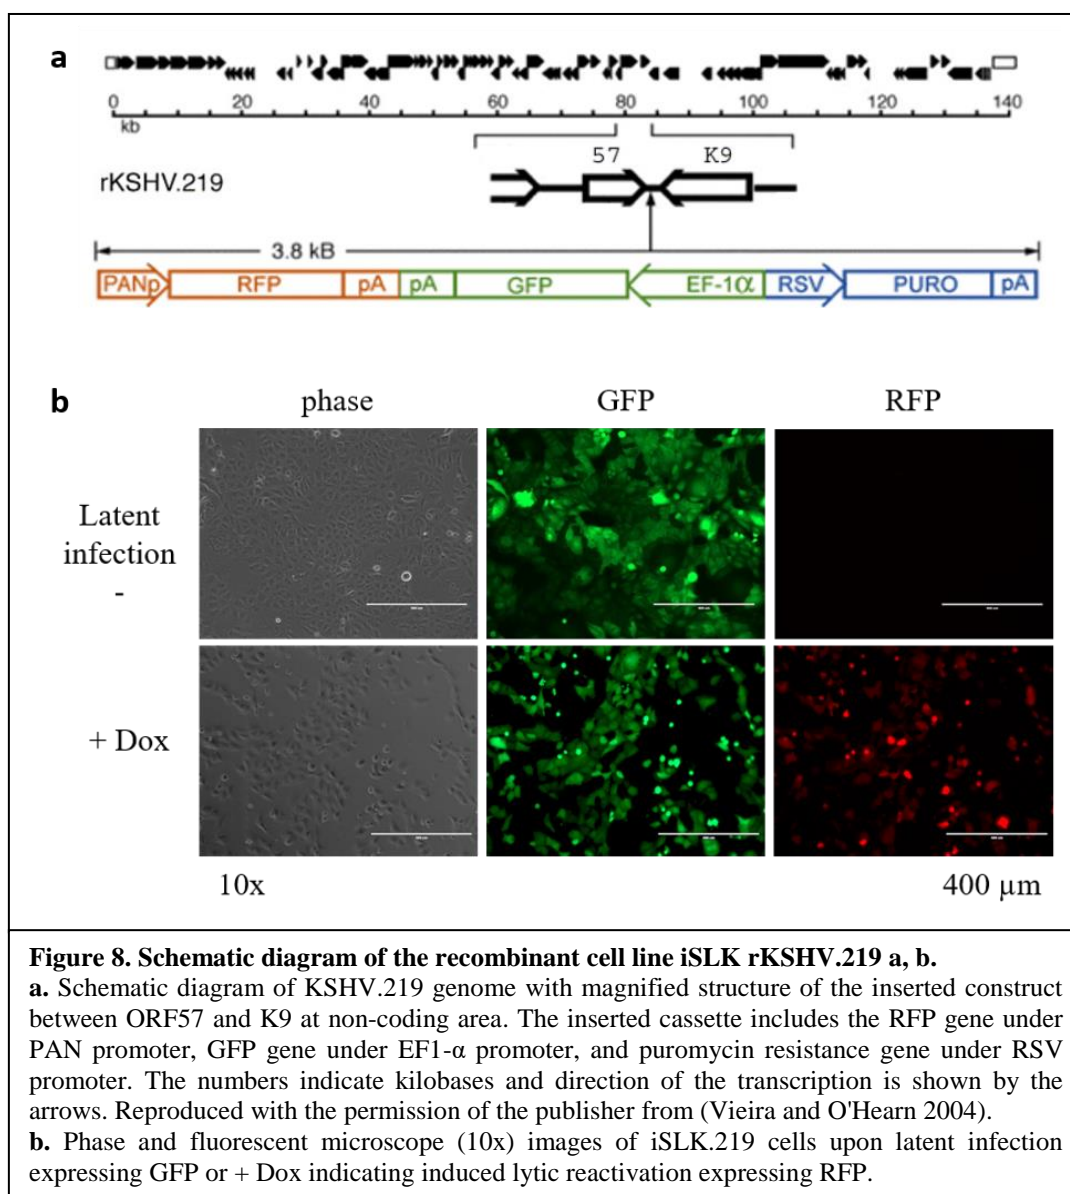 a
0 20 40 60 80 100 120 140
kb
57 K9
rKSHV.219
3.8 kB
PANp RFP pA pA GFP EF-1α RSV PURO pA
b
phase GFP RFP
Latent
infection
-
+ Dox
10x 400 µm
Figure 8. Schematic diagram of the recombinant cell line iSLK rKSHV.219 a, b.
a. Schematic diagram of KSHV.219 genome with magnified structure of the inserted construct
between ORF57 and K9 at non-coding area. The inserted cassette includes the RFP gene under
PAN promoter, GFP gene under EF1-α promoter, and puromycin resistance gene under RSV
promoter. The numbers indicate kilobases and direction of the transcription is shown by the
arrows. Reproduced with the permission of the publisher from (Vieira and O'Hearn 2004).
b. Phase and fluorescent microscope (10x) images of iSLK.219 cells upon latent infection
expressing GFP or + Dox indicating induced lytic reactivation expressing RFP.